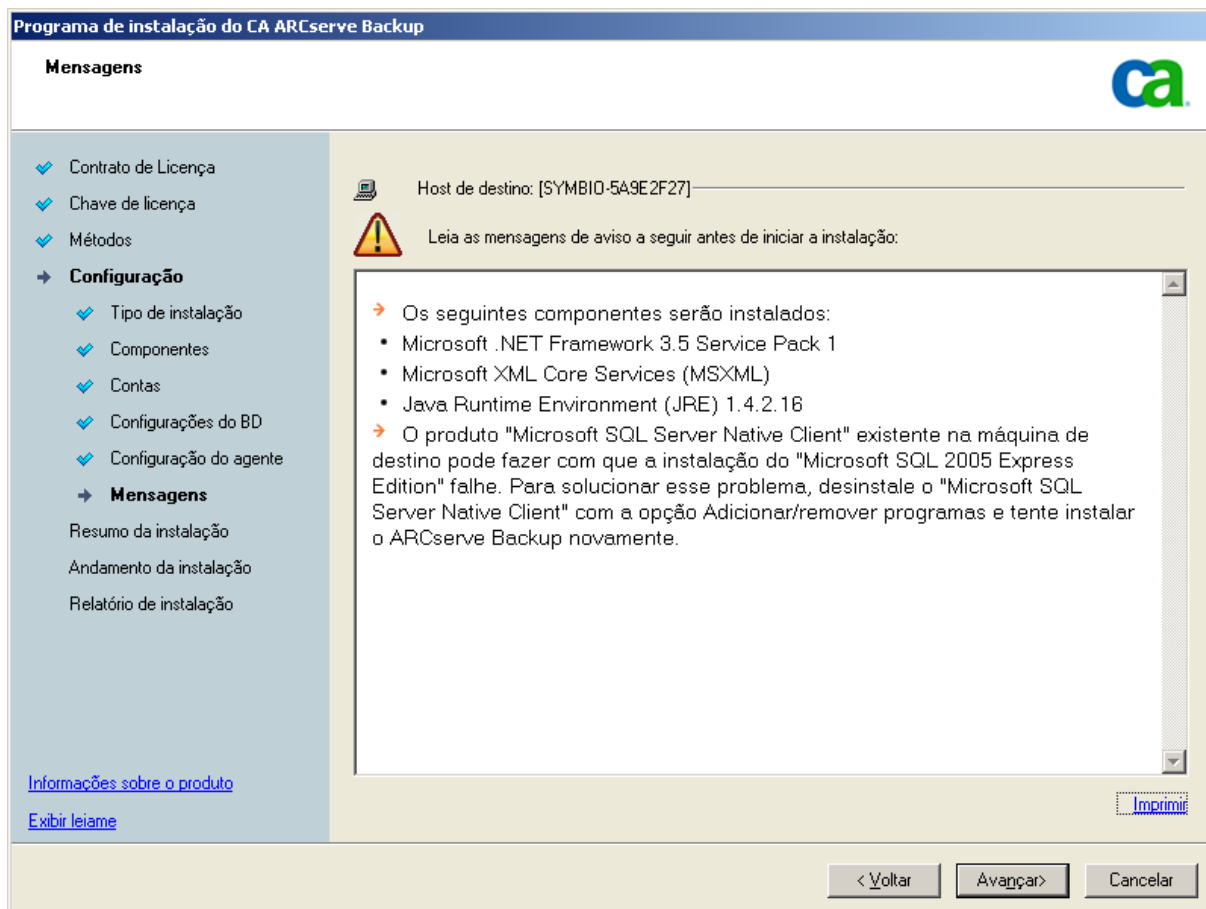 Programa de instalação do CA ARCserve Backup
Mensagens
ca
Contrato de Licença
Chave de licença
Métodos
Configuração
Tipo de instalação
Componentes
Contas
Configurações do BD
Configuração do agente
Mensagens
Resumo da instalação
Andamento da instalação
Relatório de instalação
Informações sobre o produto
Exibir leiame
Host de destino: [SYMBIO-5A9E2F27]
Leia as mensagens de aviso a seguir antes de iniciar a instalação:
Os seguintes componentes serão instalados:
• Microsoft .NET Framework 3.5 Service Pack 1
• Microsoft XML Core Services (MSXML)
• Java Runtime Environment (JRE) 1.4.2.16
O produto "Microsoft SQL Server Native Client" existente na máquina de
destino pode fazer com que a instalação do "Microsoft SQL 2005 Express
Edition" falhe. Para solucionar esse problema, desinstale o "Microsoft SQL
Server Native Client" com a opção Adicionar/remover programas e tente instalar
o ARCserve Backup novamente.
Imprimir
< Voltar
Avançar>
Cancelar